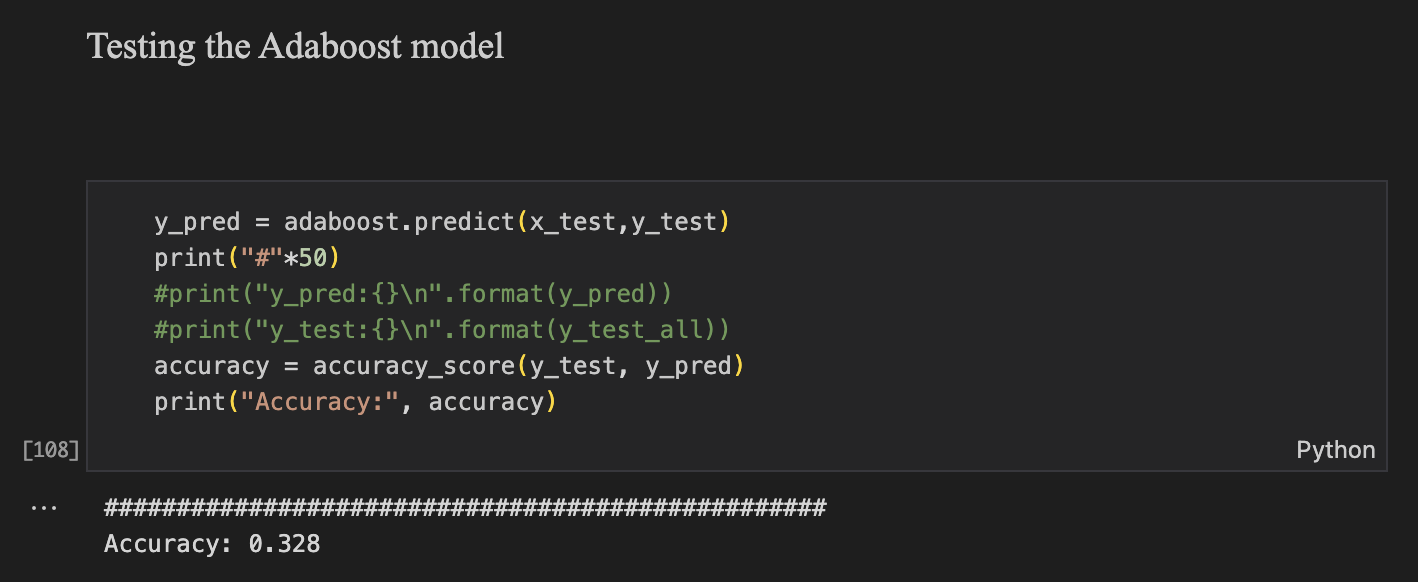 Testing the Adaboost model
y_pred = adaboost.predict(x_test,y_test)
print("#"*50)
#print("y_pred:{}\n".format(y_pred))
#print("y_test:{}\n".format(y_test_all))
accuracy = accuracy_score(y_test, y_pred)
print("Accuracy:", accuracy)
[108]
Python
...
##################################################
Accuracy: 0.328